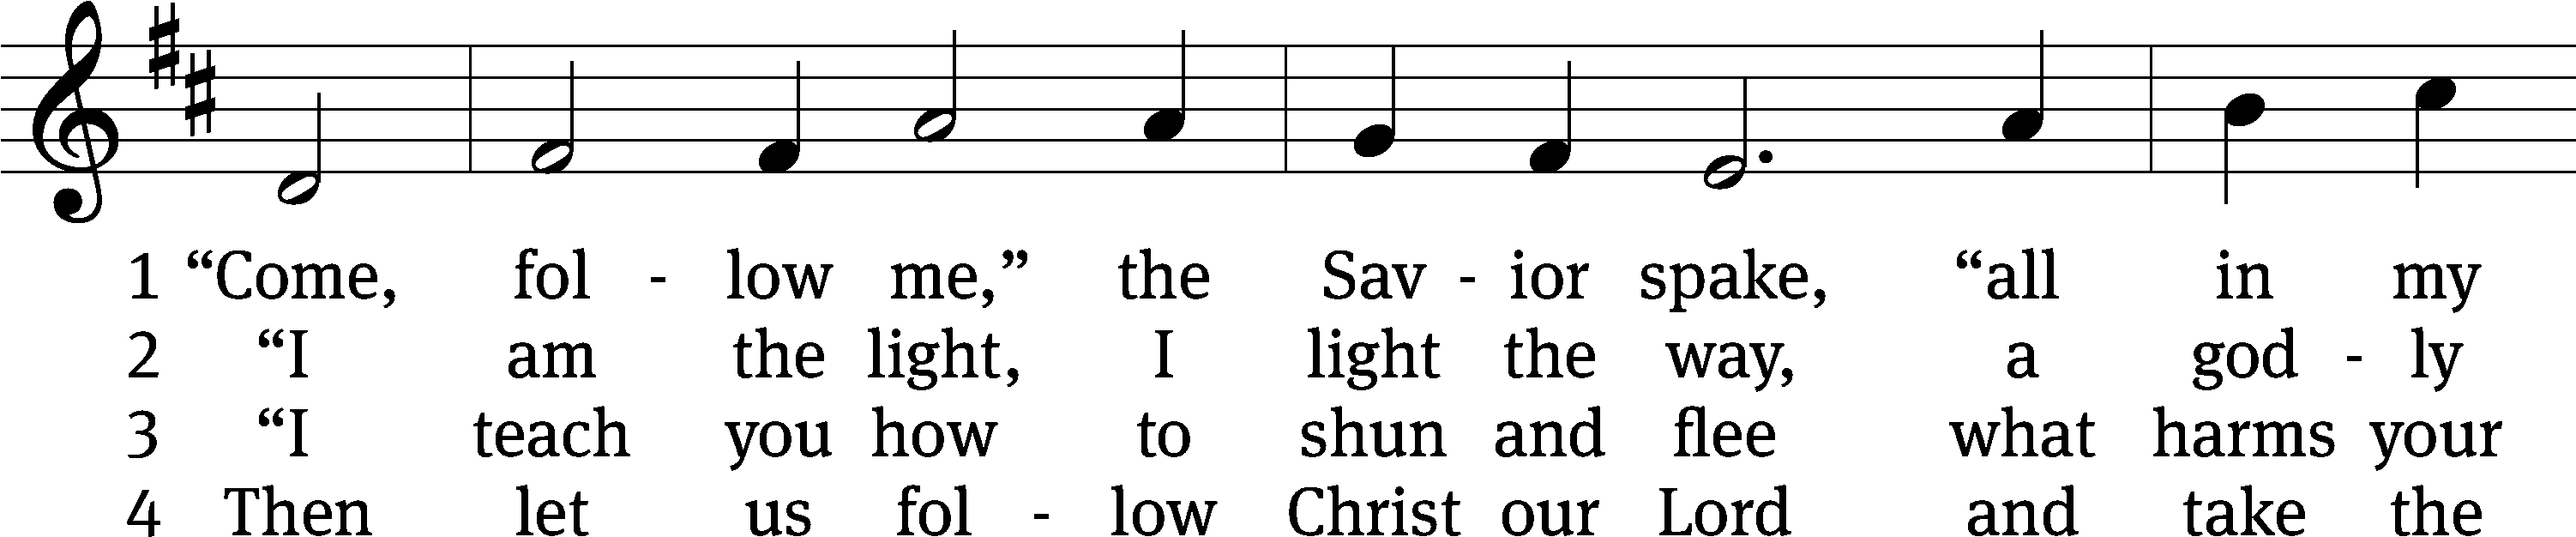 1 “Come, fol - low me,” the Sav - ior spake, “all in my
2 “I am the light, I light the way, a god - ly
3 “I teach you how to shun and flee what harms your
4 Then let us fol - low Christ our Lord and take the